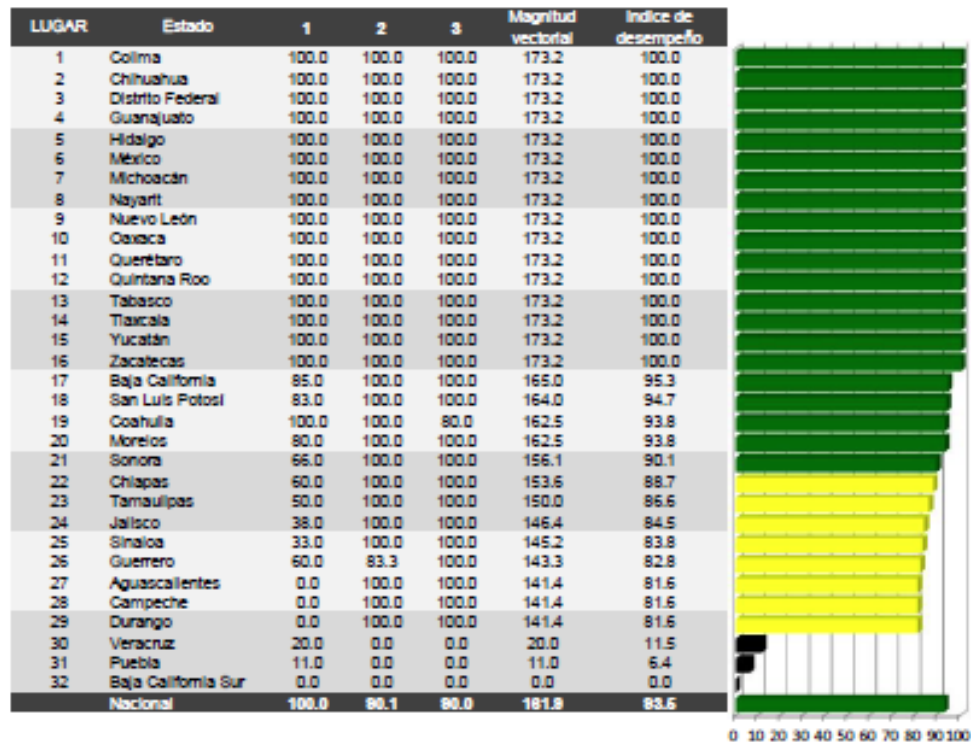 LUGAR Estado 1 2 3 Magnitud vectorial Indice de desempeño
1 Colima 100.0 100.0 100.0 173.2 100.0
2 Chihuahua 100.0 100.0 100.0 173.2 100.0
3 Distrito Federal 100.0 100.0 100.0 173.2 100.0
4 Guanajuato 100.0 100.0 100.0 173.2 100.0
5 Hidalgo 100.0 100.0 100.0 173.2 100.0
6 México 100.0 100.0 100.0 173.2 100.0
7 Michoacán 100.0 100.0 100.0 173.2 100.0
8 Nayarit 100.0 100.0 100.0 173.2 100.0
9 Nuevo León 100.0 100.0 100.0 173.2 100.0
10 Oaxaca 100.0 100.0 100.0 173.2 100.0
11 Querétaro 100.0 100.0 100.0 173.2 100.0
12 Quintana Roo 100.0 100.0 100.0 173.2 100.0
13 Tabasco 100.0 100.0 100.0 173.2 100.0
14 Tlaxcala 100.0 100.0 100.0 173.2 100.0
15 Yucatán 100.0 100.0 100.0 173.2 100.0
16 Zacatecas 100.0 100.0 100.0 173.2 100.0
17 Baja California 85.0 100.0 100.0 165.0 95.3
18 San Luis Potosí 83.0 100.0 100.0 164.0 94.7
19 Coahuila 100.0 100.0 80.0 162.5 93.8
20 Morelos 80.0 100.0 100.0 162.5 93.8
21 Sonora 66.0 100.0 100.0 156.1 90.1
22 Chiapas 60.0 100.0 100.0 153.6 88.7
23 Tamaulipas 50.0 100.0 100.0 150.0 86.6
24 Jalisco 38.0 100.0 100.0 146.4 84.5
25 Sinaloa 33.0 100.0 100.0 145.2 83.8
26 Guerrero 60.0 83.3 100.0 143.3 82.8
27 Aguascalientes 0.0 100.0 100.0 141.4 81.6
28 Campeche 0.0 100.0 100.0 141.4 81.6
29 Durango 0.0 100.0 100.0 141.4 81.6
30 Veracruz 20.0 0.0 0.0 20.0 11.5
31 Puebla 11.0 0.0 0.0 11.0 6.4
32 Baja California Sur 0.0 0.0 0.0 0.0 0.0
Nacional 100.0 90.1 90.0 161.9 93.5
0 10 20 30 40 50 60 70 80 90 100